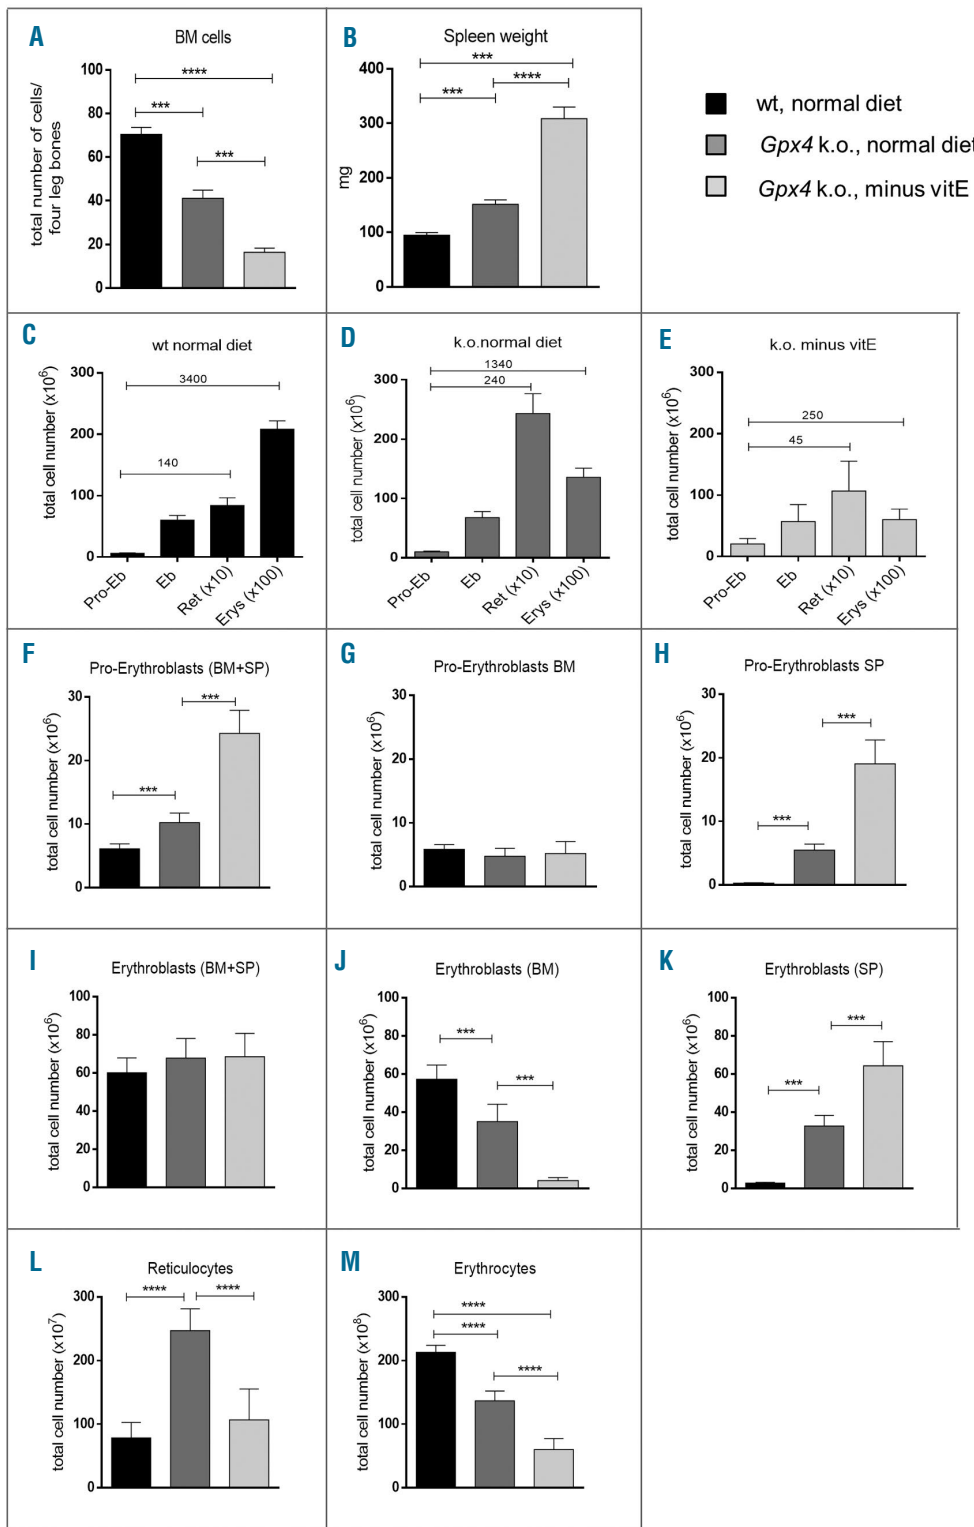 A
BM cells
total number of cells/
four leg bones
100
80
60
40
20
0
****
***
***
B
Spleen weight
mg
400
300
200
100
0
***
***
****
wt, normal diet
Gpx4 k.o., normal diet
Gpx4 k.o., minus vitE
C
wt normal diet
total cell number (x10⁶)
300
200
100
0
3400
140
Pro-Eb
Eb
Ret (x10)
Erys (x100)
D
k.o.normal diet
total cell number (x10⁶)
300
200
100
0
1340
240
Pro-Eb
Eb
Ret (x10)
Erys (x100)
E
k.o. minus vitE
total cell number (x10⁶)
300
200
100
0
250
45
Pro-Eb
Eb
Ret (x10)
Erys (x100)
F
Pro-Erythroblasts (BM+SP)
total cell number (x10⁶)
30
20
10
0
***
***
G
Pro-Erythroblasts BM
total cell number (x10⁶)
30
20
10
0
H
Pro-Erythroblasts SP
total cell number (x10⁶)
30
20
10
0
***
***
I
Erythroblasts (BM+SP)
total cell number (x10⁶)
100
80
60
40
20
0
J
Erythroblasts (BM)
total cell number (x10⁶)
100
80
60
40
20
0
***
***
K
Erythroblasts (SP)
total cell number (x10⁶)
100
80
60
40
20
0
***
***
L
Reticulocytes
total cell number (x10⁷)
300
200
100
0
****
****
M
Erythrocytes
total cell number (x10⁸)
300
200
100
0
****
****
****